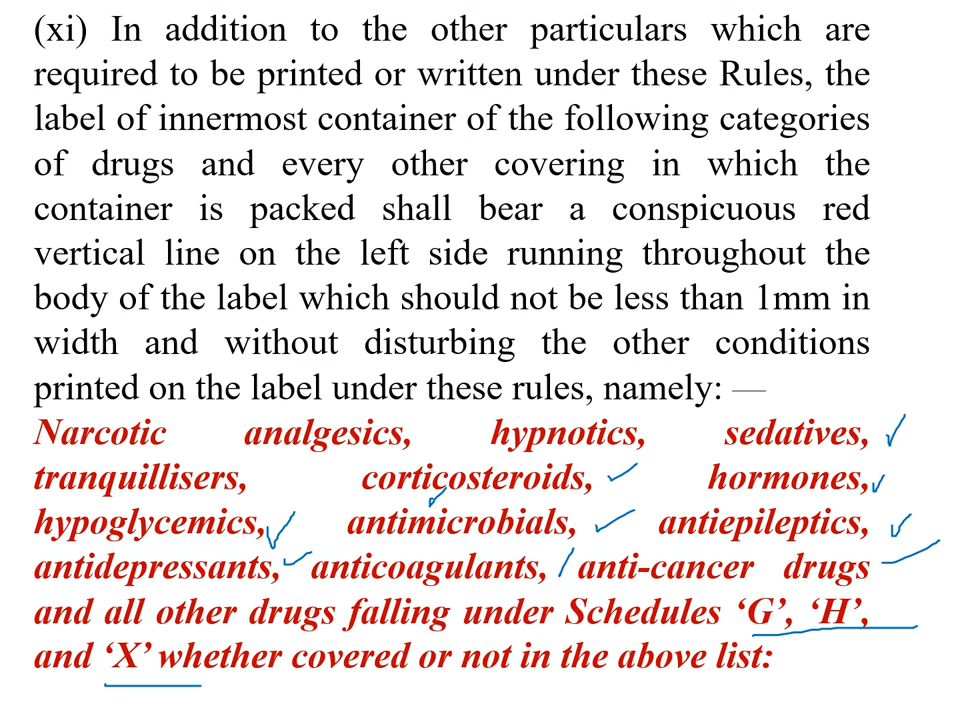 (xi) In addition to the other particulars which are
required to be printed or written under these Rules, the
label of innermost container of the following categories
of drugs and every other covering in which the
container is packed shall bear a conspicuous red
vertical line on the left side running throughout the
body of the label which should not be less than 1mm in
width and without disturbing the other conditions
printed on the label under these rules, namely: —
Narcotic analgesics, hypnotics, sedatives,
tranquillisers, corticosteroids, hormones,
hypoglycemics, antimicrobials, antiepileptics,
antidepressants, anticoagulants, anti-cancer drugs
and all other drugs falling under Schedules ‘G’, ‘H’,
and ‘X’ whether covered or not in the above list: